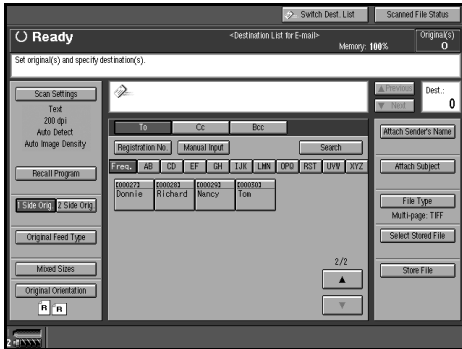 Switch Dest. List
Scanned File Status
Ready
<Destination List for E-mail>
Memory: 100%
Original(s)
0
Set original(s) and specify destination(s).
Scan Settings
Text
200 dpi
Auto Detect
Auto Image Density
Recall Program
1 Side Orig.
2 Side Orig.
Original Feed Type
Mixed Sizes
Original Orientation
R R
▲ Previous
▼ Next
Dest.:
0
To
Cc
Bcc
Registration No.
Manual Input
Search
Freq.
AB
CD
EF
GH
IJK
LMN
OPQ
RST
UVW
XYZ
[00027]
Donnie
[00028]
Richard
[00029]
Nancy
[00030]
Tom
2/2
▲
▼
Attach Sender's Name
Attach Subject
File Type
Multi-page: TIFF
Select Stored File
Store File
2